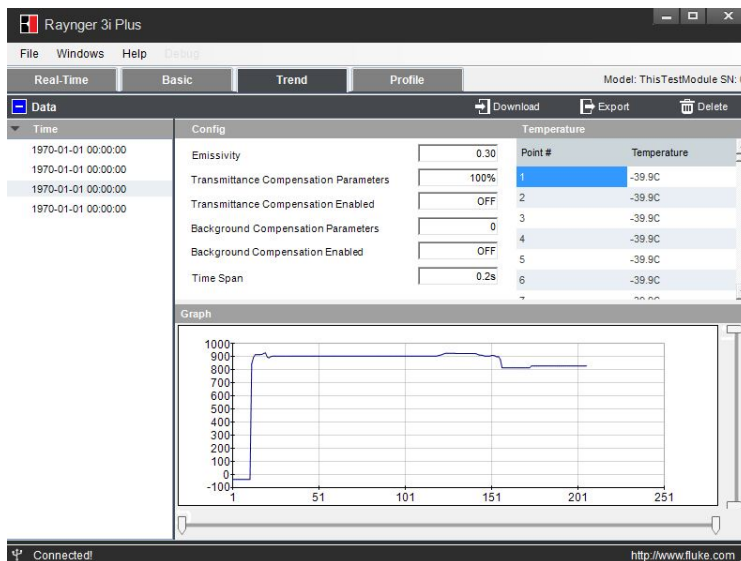 Raynger 3i Plus
File Windows Help Debug
Real-Time Basic Trend Profile Model: ThisTestModule SN:
Data Download Export Delete
Time Config Temperature
1970-01-01 00:00:00
1970-01-01 00:00:00
1970-01-01 00:00:00
1970-01-01 00:00:00
Emissivity 0.30
Transmittance Compensation Parameters 100%
Transmittance Compensation Enabled OFF
Background Compensation Parameters 0
Background Compensation Enabled OFF
Time Span 0.2s
Point # Temperature
1 -39.9C
2 -39.9C
3 -39.9C
4 -39.9C
5 -39.9C
6 -39.9C
Graph
1000
900
800
700
600
500
400
300
200
100
0
-100
1 51 101 151 201 251
Connected! http://www.fluke.com